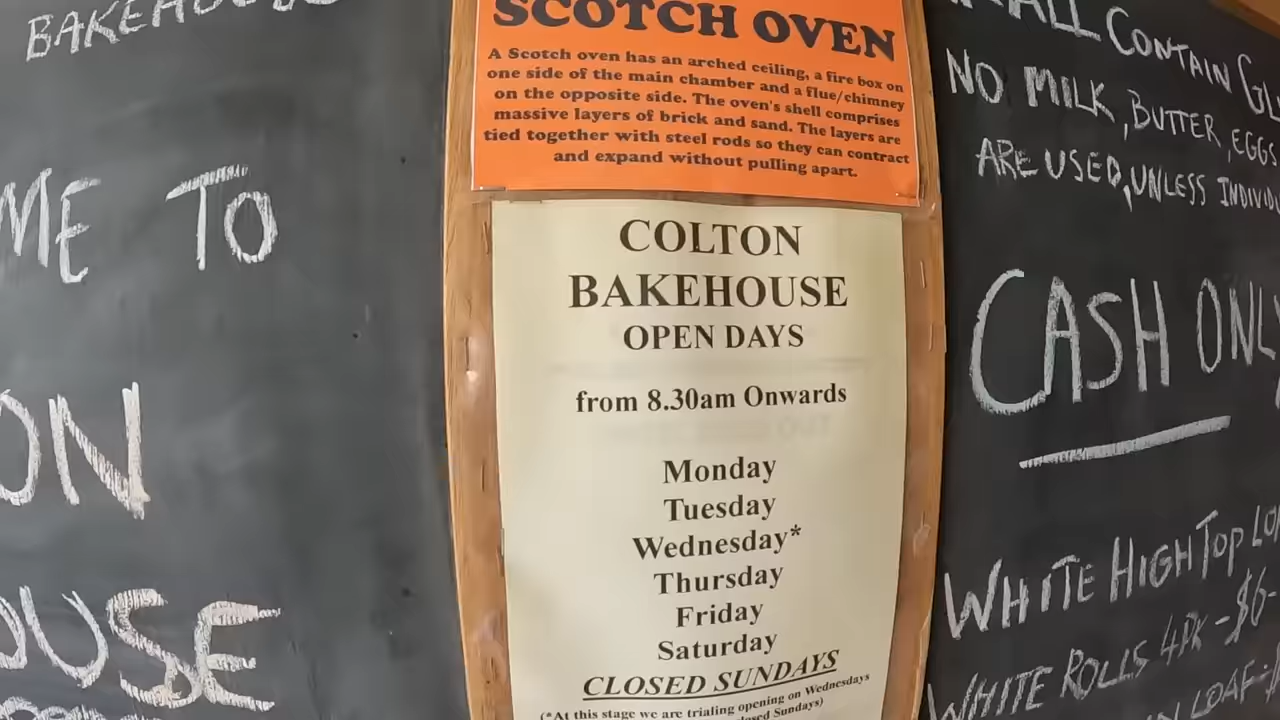 BAKEHOUSE
ME TO
ON
OUSE
SCOTCH OVEN
A Scotch oven has an arched ceiling, a fire box on
one side of the main chamber and a flue/chimney
on the opposite side. The oven's shell comprises
massive layers of brick and sand. The layers are
tied together with steel rods so they can contract
and expand without pulling apart.
COLTON
BAKEHOUSE
OPEN DAYS
from 8.30am Onwards
Monday
Tuesday
Wednesday*
Thursday
Friday
Saturday
CLOSED SUNDAYS
(*At this stage we are trialing opening on Wednesdays
closed Sundays)
ALL CONTAIN GL
NO MILK, BUTTER, EGGS
ARE USED, UNLESS INDIVID
CASH ONLY
WHITE HIGH TOP LO
WHITE ROLLS 4PK - $6-
LOAF-